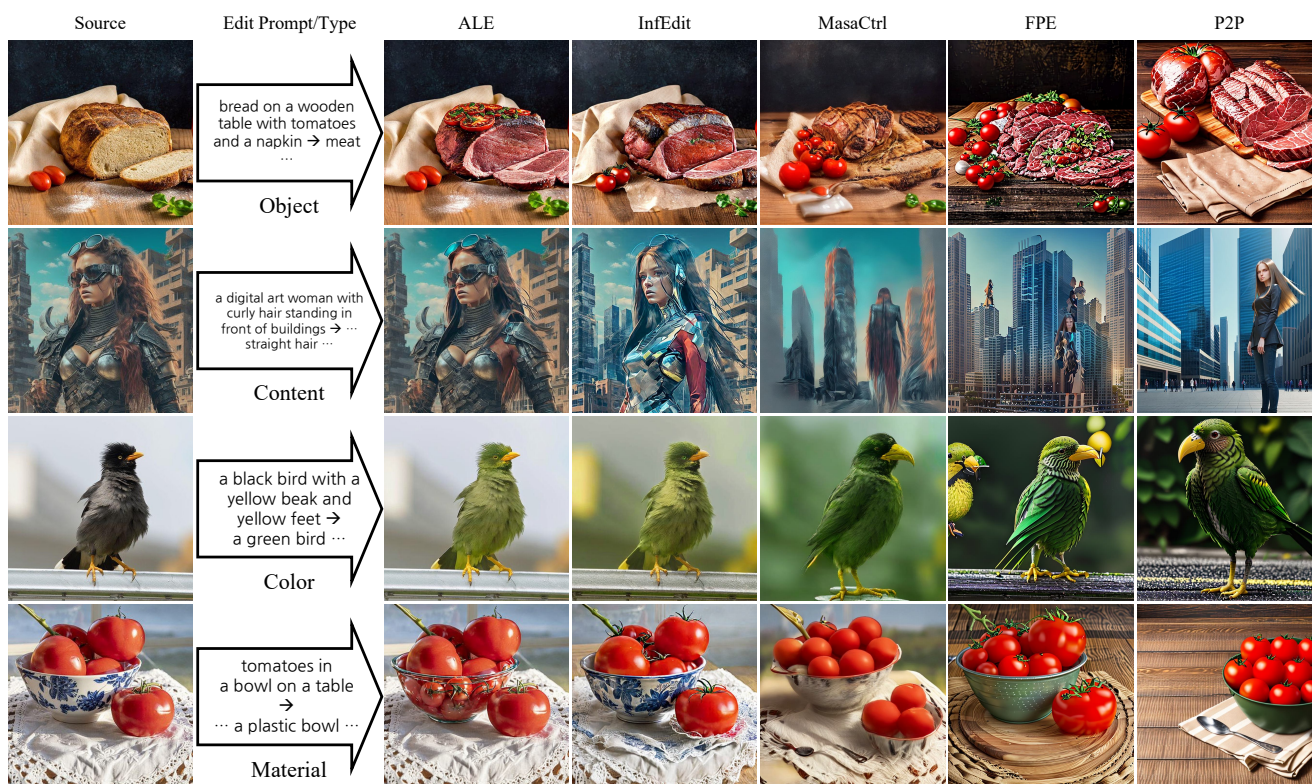 Source
Edit Prompt/Type
ALE
InfEdit
MasaCtrl
FPE
P2P
bread on a wooden
table with tomatoes
and a napkin → meat
...
Object
a digital art woman with
curly hair standing in
front of buildings → ...
straight hair ...
Content
a black bird with a
yellow beak and
yellow feet →
a green bird ...
Color
tomatoes in
a bowl on a table
→
... a plastic bowl ...
Material